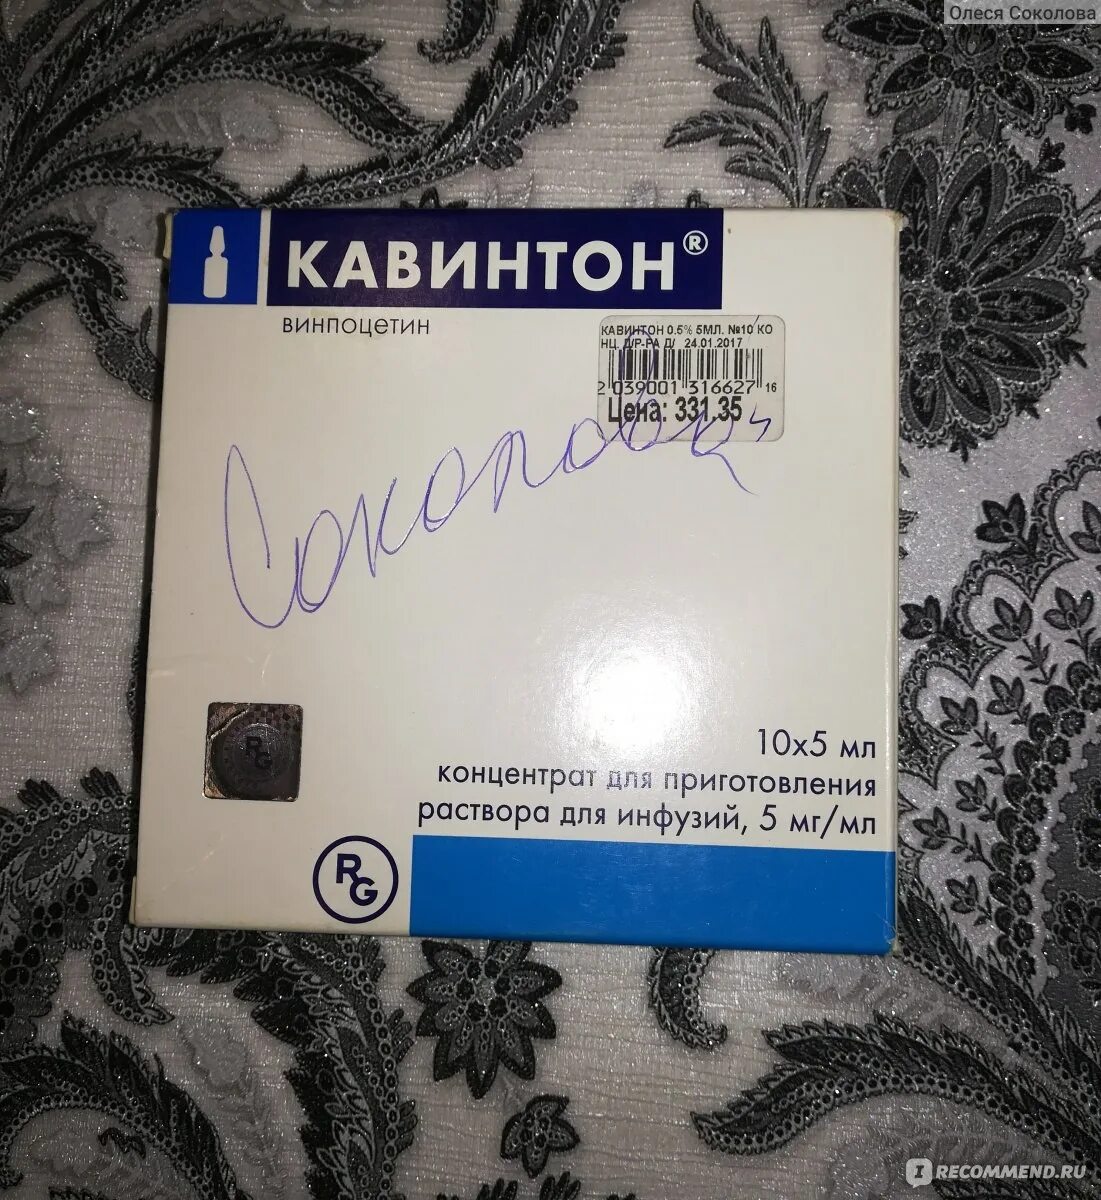 Олеся Соколова
КАВИНТОН®
ВИНПОЦЕТИН
КАВИНТОН 0.5% 5МЛ. №10 КО
НЦ. Д/Р-РА Д/ 24.01.2017
2 039001 316627 16
Цена: 331,35
Соколова
RG
10х5 мл
концентрат для приготовления
раствора для инфузий, 5 мг/мл
RG
IRECOMMEND.RU